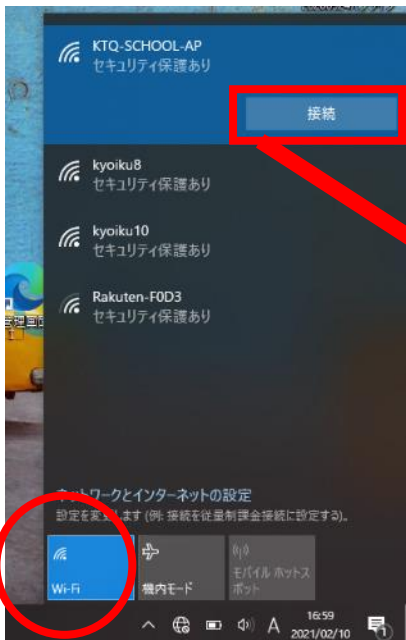 KTQ-SCHOOL-AP
セキュリティ保護あり
接続
kyoiku8
セキュリティ保護あり
kyoiku10
セキュリティ保護あり
Rakuten-F0D3
セキュリティ保護あり
管理画
ネットワークとインターネットの設定
設定を変更します (例: 接続を従量制課金接続に設定する)。
Wi-Fi
機内モード
モバイル ホットス
ポット
A
16:59
2021/02/10
1